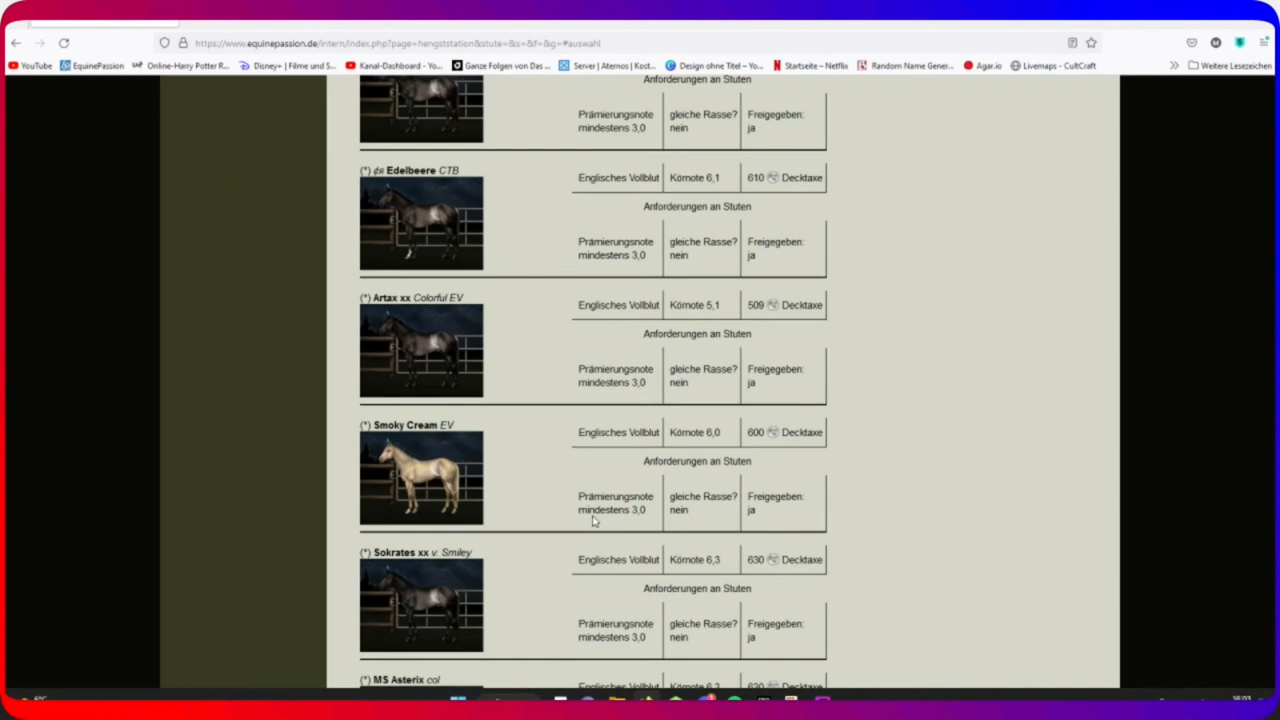 https://www.equinepassion.de/intern/index.php?page=hengststation&stute=&s=&f=&g=#auswahl
YouTube EquinePassion Online-Harry Potter R... Disney+ | Filme und S... Kanal-Dashboard - Yo... Ganze Folgen von Das ... Server | Aternos | Kost... Design ohne Titel – Yo... Startseite – Netflix Random Name Gener... Agar.io Livemaps - CultCraft Weitere Lesezeichen
Anforderungen an Stuten
Prämierungsnote gleiche Rasse? Freigegeben:
mindestens 3,0 nein ja
Edelbeere CTB
Englisches Vollblut Körnote 6,1 610 Decktaxe
Anforderungen an Stuten
Prämierungsnote gleiche Rasse? Freigegeben:
mindestens 3,0 nein ja
(*) Artax xx Colorful EV
Englisches Vollblut Körnote 5,1 509 Decktaxe
Anforderungen an Stuten
Prämierungsnote gleiche Rasse? Freigegeben:
mindestens 3,0 nein ja
(*) Smoky Cream EV
Englisches Vollblut Körnote 6,0 600 Decktaxe
Anforderungen an Stuten
Prämierungsnote gleiche Rasse? Freigegeben:
mindestens 3,0 nein ja
(*) Sokrates xx v. Smiley
Englisches Vollblut Körnote 6,3 630 Decktaxe
Anforderungen an Stuten
Prämierungsnote gleiche Rasse? Freigegeben:
mindestens 3,0 nein ja
(*) MS Asterix col
Englisches Vollblut Körnote 6,3 630 Decktaxe